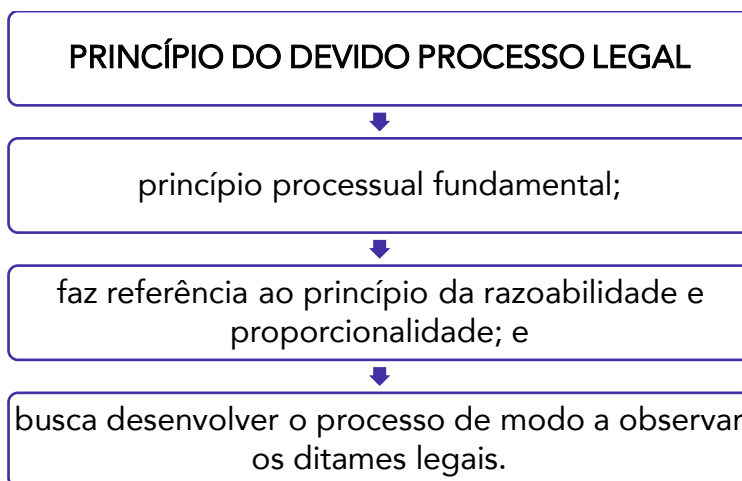 PRINCÍPIO DO DEVIDO PROCESSO LEGAL
princípio processual fundamental;
faz referência ao princípio da razoabilidade e
proporcionalidade; e
busca desenvolver o processo de modo a observar
os ditames legais.